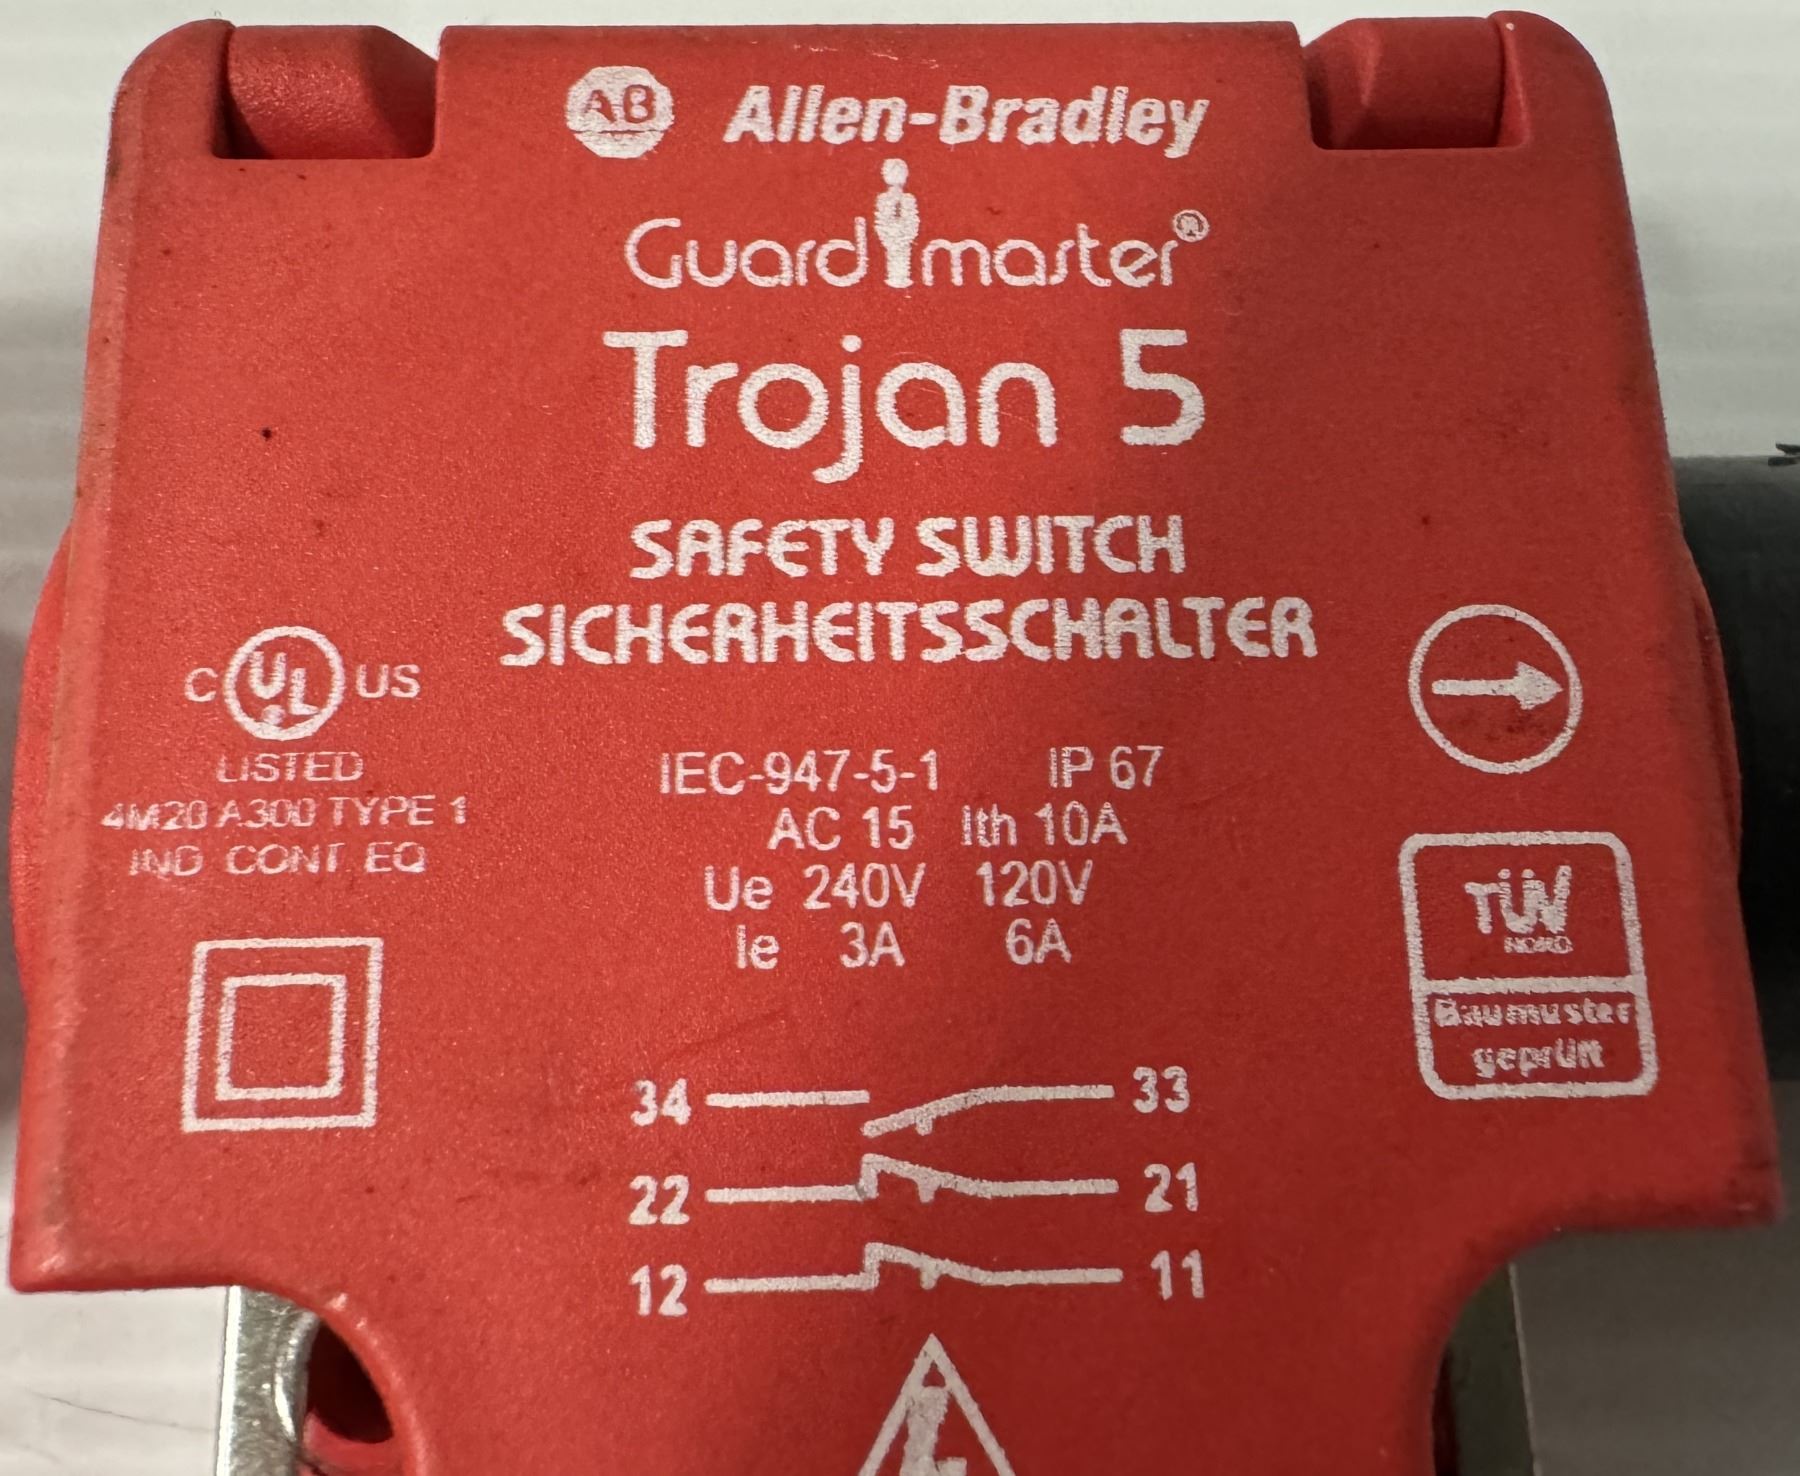 AB Allen-Bradley
Guardmaster®
Trojan 5
SAFETY SWITCH
SICHERHEITSSCHALTER
C UL US
LISTED
4M20 A300 TYPE 1
IND CONT. EQ
IEC-947-5-1 IP 67
AC 15 Ith 10A
Ue 240V 120V
Ie 3A 6A
TÜV
NORD
Baumuster
geprüft
34 33
22 21
12 11